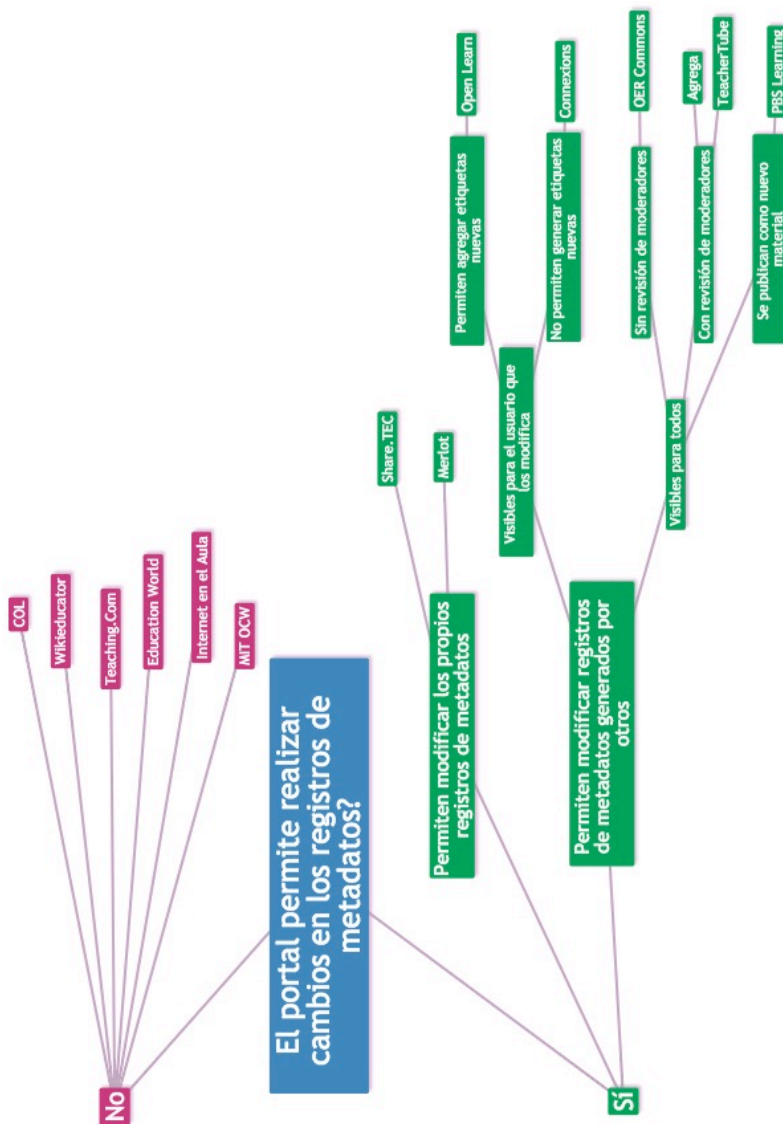 El portal permite realizar
cambios en los registros de
metadatos?
No
COL
Wikieducator
Teaching.Com
Education World
Internet en el Aula
MIT OCW
Sí
Permiten modificar los propios
registros de metadatos
Share.TEC
Merlot
Permiten modificar registros
de metadatos generados por
otros
Visibles para el usuario que
los modifica
Permiten agregar etiquetas
nuevas
Open Learn
No permiten generar etiquetas
nuevas
Connexions
Visibles para todos
Sin revisión de moderadores
OER Commons
Con revisión de moderadores
Agrega
TeacherTube
Se publican como nuevo
material
PBS Learning